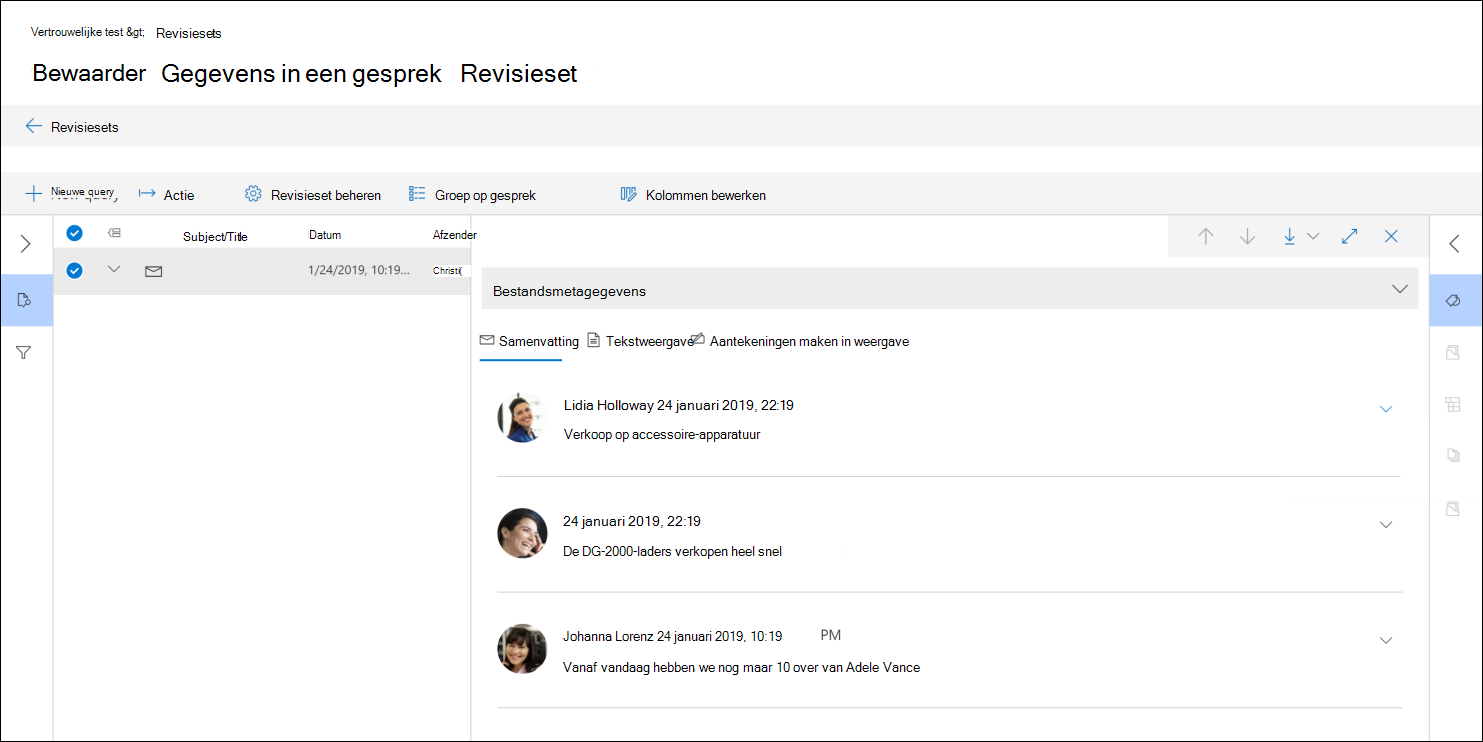 Vertrouwelijke test &gt; Revisiesets
Bewaarder Gegevens in een gesprek Revisieset
Revisiesets
Nieuwe query Actie Revisieset beheren Groep op gesprek Kolommen bewerken
Subject/Title Datum Afzender
1/24/2019, 10:19... Christi(
Bestandsmetagegevens
Samenvatting Tekstweergave Aantekeningen maken in weergave
Lidia Holloway 24 januari 2019, 22:19
Verkoop op accessoire-apparatuur
24 januari 2019, 22:19
De DG-2000-laders verkopen heel snel
Johanna Lorenz 24 januari 2019, 10:19 PM
Vanaf vandaag hebben we nog maar 10 over van Adele Vance